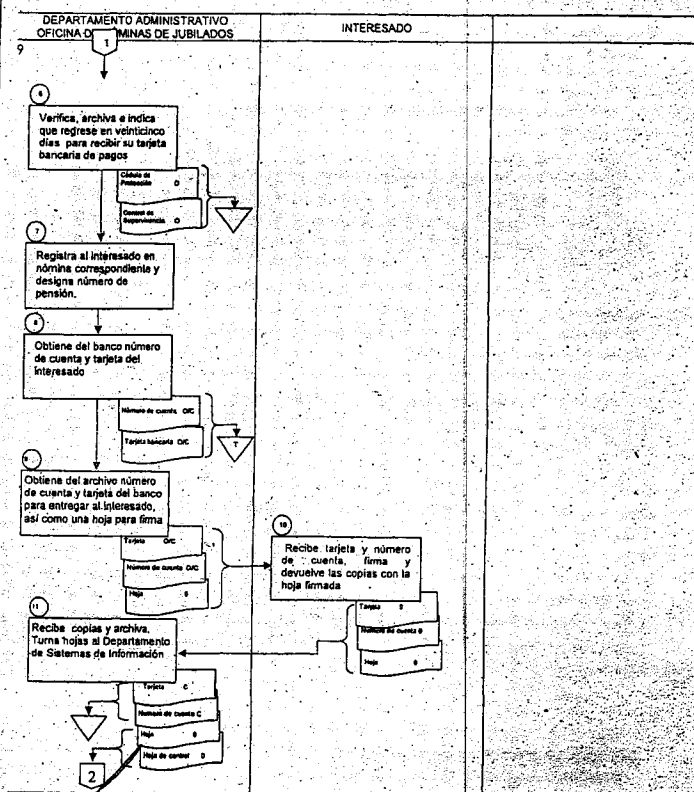 DEPARTAMENTO ADMINISTRATIVO
OFICINA D MINAS DE JUBILADOS
INTERESADO
1
9
6
Verifica, archiva e indica
que regrese en veinticinco
días para recibir su tarjeta
bancaria de pagos
Cédula de
Protección O
Control de
Supervivencia O
7
Registra al interesado en
nómina correspondiente y
designa número de
pensión.
8
Obtiene del banco número
de cuenta y tarjeta del
interesado
Número de cuenta O/C
Tarjeta bancaria O/C
T
9
Obtiene del archivo número
de cuenta y tarjeta del banco
para entregar al interesado,
así como una hoja para firma
Tarjeta O/C
Número de cuenta O/C
Hoja
10
Recibe tarjeta y número
de cuenta, firma y
devuelve las copias con la
hoja firmada
Tarjeta
Número de cuenta
Hoja
11
Recibe copias y archiva.
Turna hojas al Departamento
de Sistemas de Información
Tarjeta C
Número de cuenta C
Hoja
Hoja de control
2